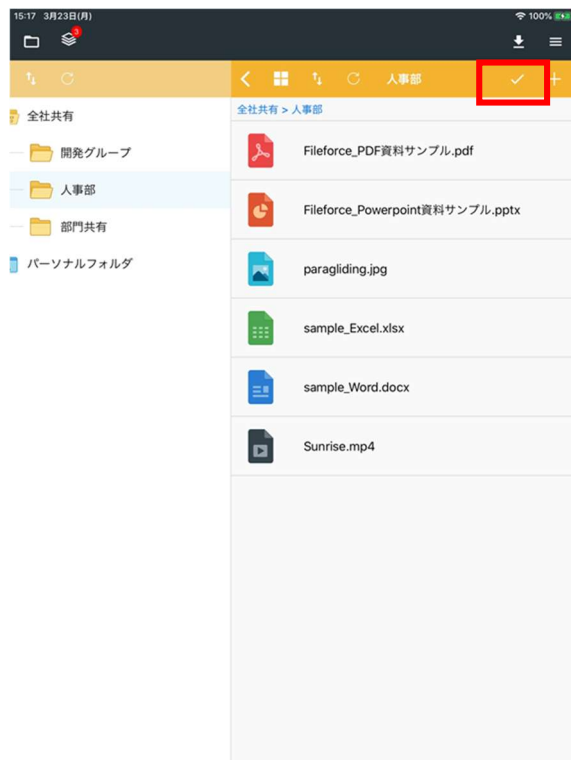 15:17 3月23日(月)
100%
3
人事部
全社共有
開発グループ
人事部
部門共有
パーソナルフォルダ
全社共有 > 人事部
Fileforce_PDF資料サンプル.pdf
Fileforce_Powerpoint資料サンプル.pptx
paragliding.jpg
sample_Excel.xlsx
sample_Word.docx
Sunrise.mp4